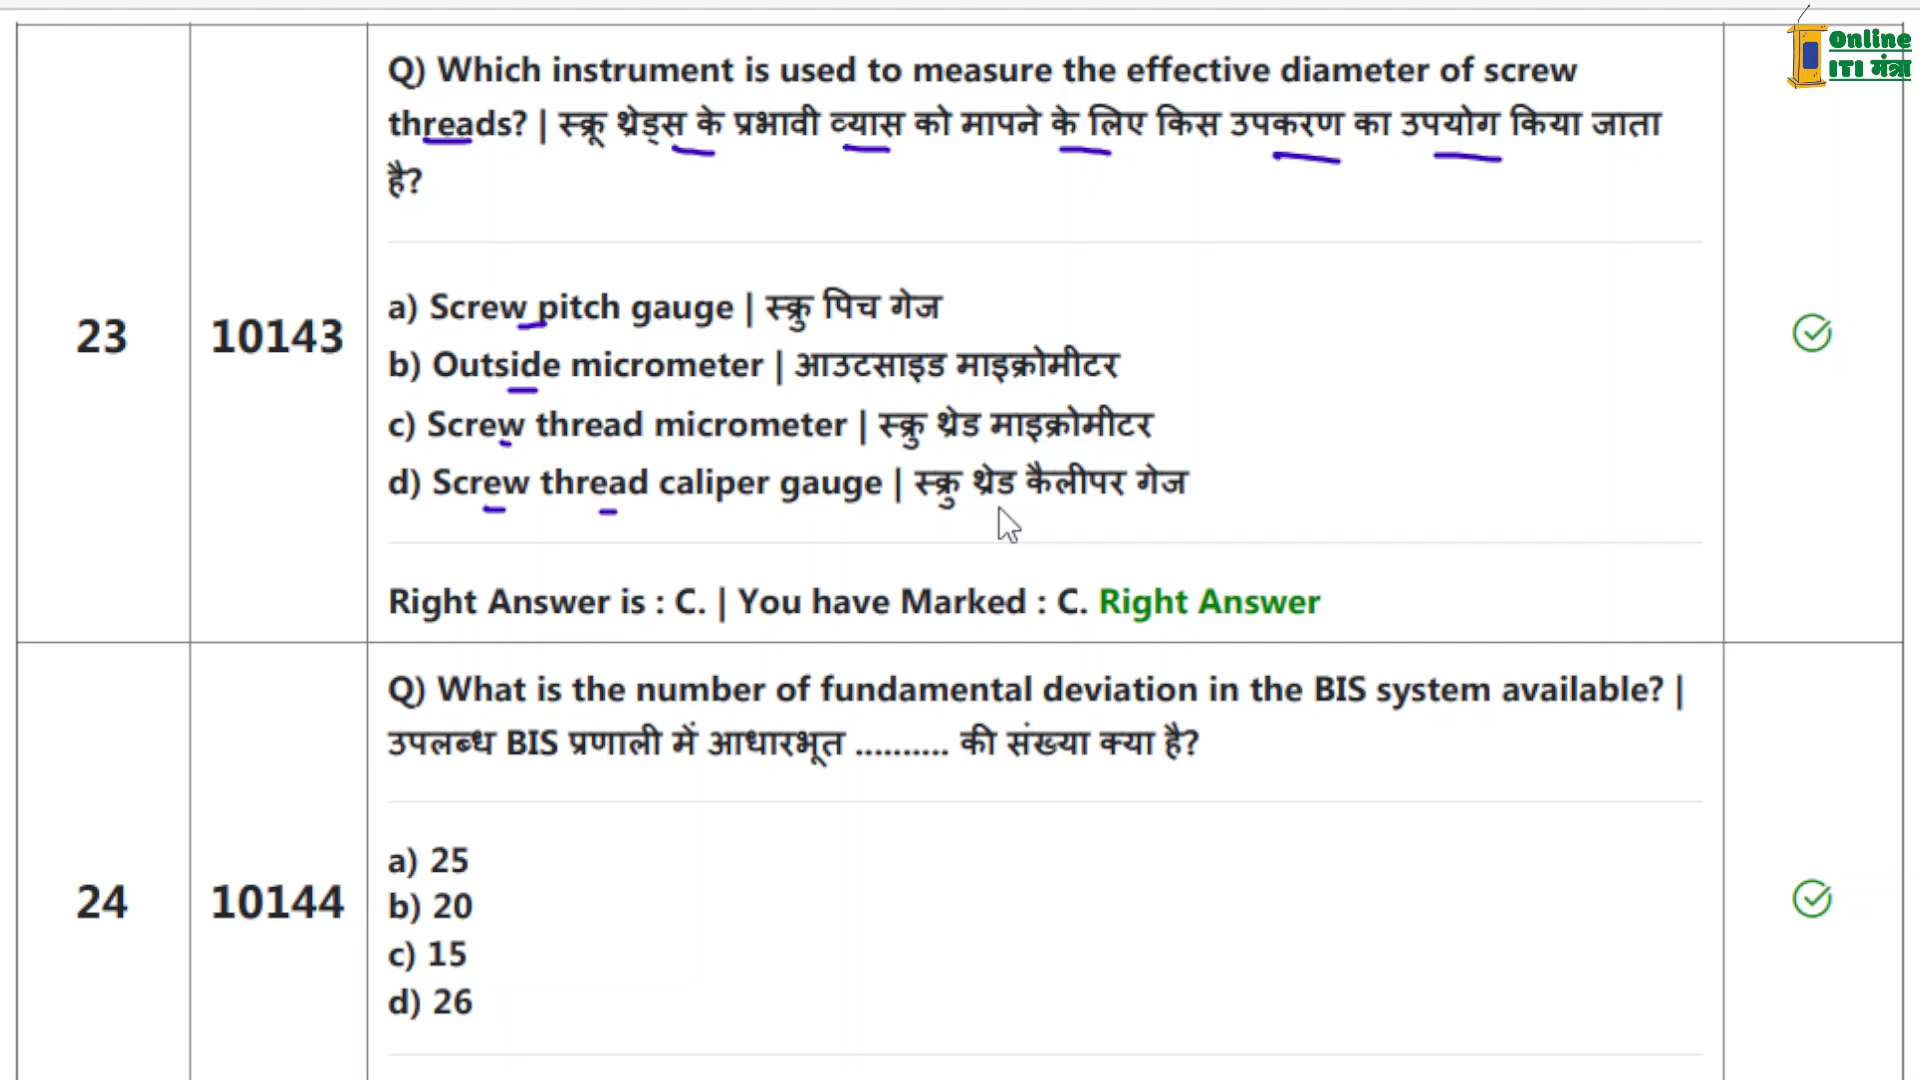 Online
ITI मंत्रा
Q) Which instrument is used to measure the effective diameter of screw
threads? | स्क्रू थ्रेड्स के प्रभावी व्यास को मापने के लिए किस उपकरण का उपयोग किया जाता
है?
23
10143
a) Screw pitch gauge | स्क्रु पिच गेज
b) Outside micrometer | आउटसाइड माइक्रोमीटर
c) Screw thread micrometer | स्क्रु थ्रेड माइक्रोमीटर
d) Screw thread caliper gauge | स्क्रु थ्रेड कैलीपर गेज
Right Answer is : C. | You have Marked : C. Right Answer
Q) What is the number of fundamental deviation in the BIS system available? |
उपलब्ध BIS प्रणाली में आधारभूत .......... की संख्या क्या है?
24
10144
a) 25
b) 20
c) 15
d) 26